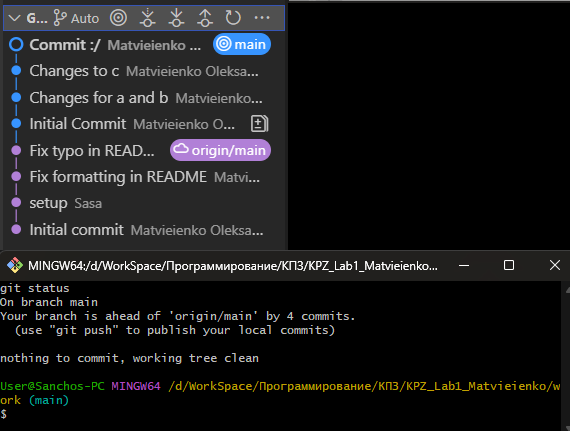 G... Auto ...
Commit :/ Matvieienko ... main
Changes to c Matvieienko Oleksa...
Changes for a and b Matvieienko...
Initial Commit Matvieienko O...
Fix typo in READ... origin/main
Fix formatting in README Matvi...
setup Sasa
Initial commit Matvieienko Oleksa...
MINGW64:/d/WorkSpace/Программирование/КПЗ/KPZ_Lab1_Matvieienko...
git status
On branch main
Your branch is ahead of 'origin/main' by 4 commits.
(use "git push" to publish your local commits)
nothing to commit, working tree clean
User@Sanchos-PC MINGW64 /d/WorkSpace/Программирование/КПЗ/KPZ_Lab1_Matvieienko/w
ork (main)
$